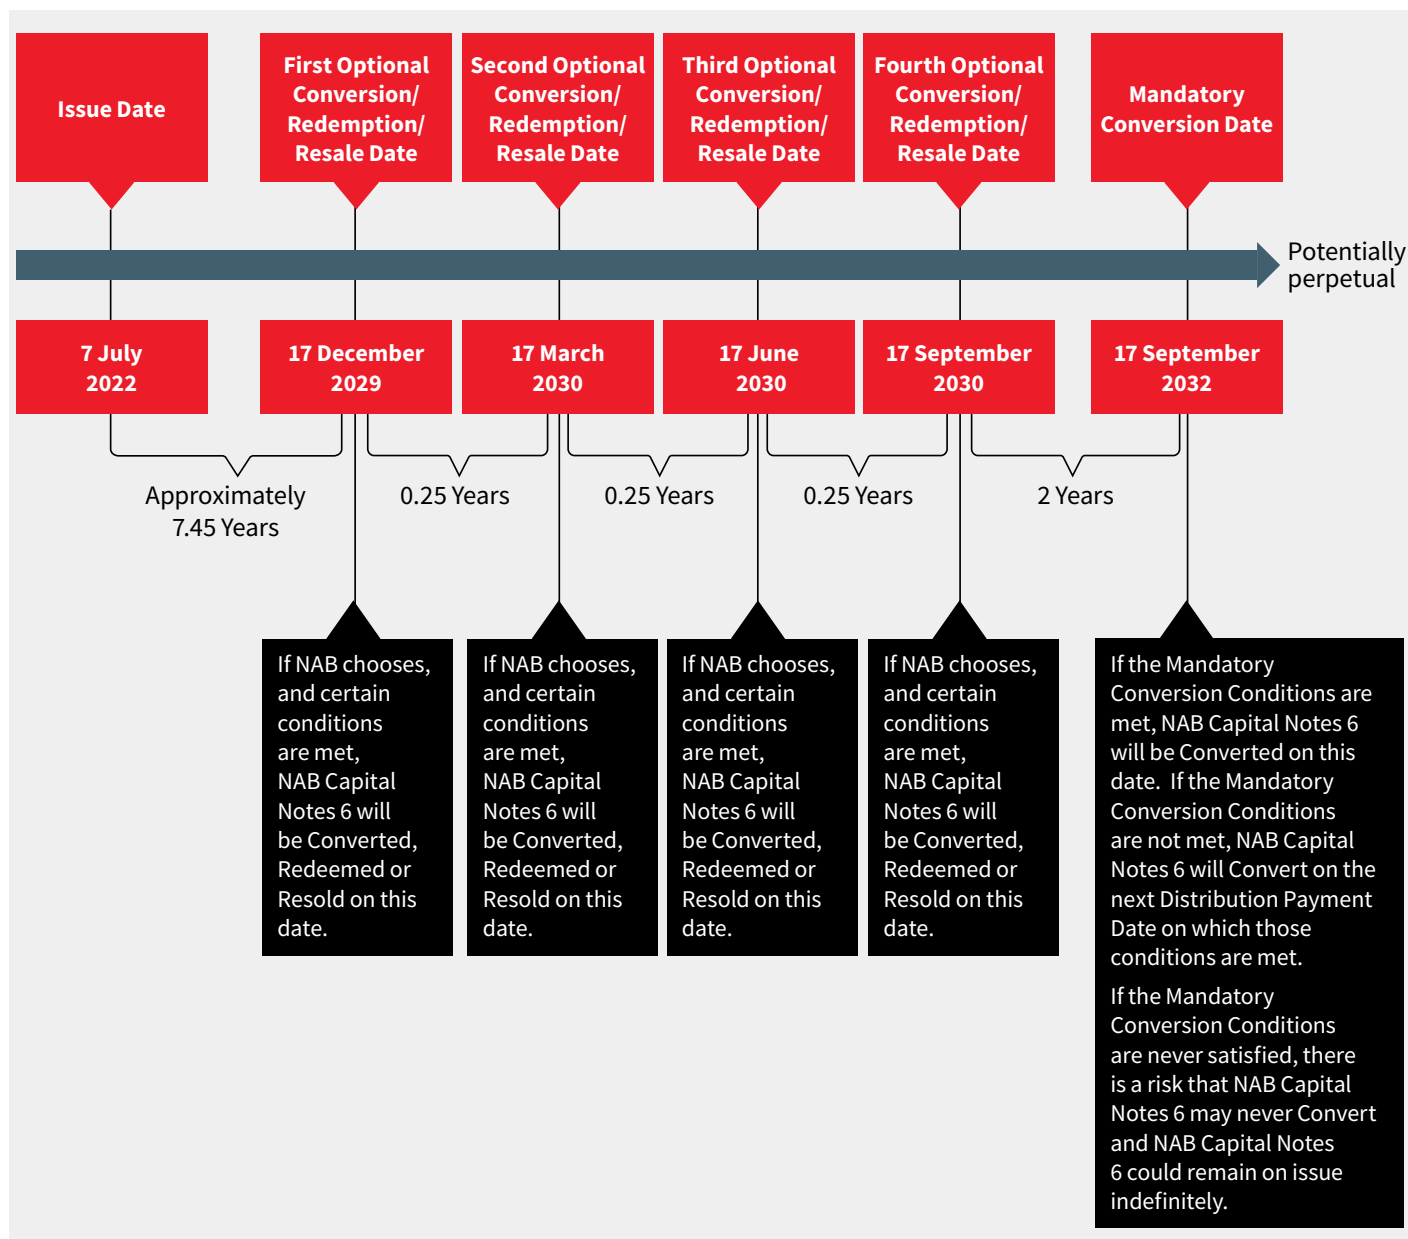 Issue Date
First Optional
Conversion/
Redemption/
Resale Date
Second Optional
Conversion/
Redemption/
Resale Date
Third Optional
Conversion/
Redemption/
Resale Date
Fourth Optional
Conversion/
Redemption/
Resale Date
Mandatory
Conversion Date
Potentially
perpetual
7 July
2022
17 December
2029
17 March
2030
17 June
2030
17 September
2030
17 September
2032
Approximately
7.45 Years
0.25 Years
0.25 Years
0.25 Years
2 Years
If NAB chooses,
and certain
conditions
are met,
NAB Capital
Notes 6 will
be Converted,
Redeemed or
Resold on this
date.
If NAB chooses,
and certain
conditions
are met,
NAB Capital
Notes 6 will
be Converted,
Redeemed or
Resold on this
date.
If NAB chooses,
and certain
conditions
are met,
NAB Capital
Notes 6 will
be Converted,
Redeemed or
Resold on this
date.
If NAB chooses,
and certain
conditions
are met,
NAB Capital
Notes 6 will
be Converted,
Redeemed or
Resold on this
date.
If the Mandatory
Conversion Conditions are
met, NAB Capital Notes 6
will be Converted on this
date.  If the Mandatory
Conversion Conditions
are not met, NAB Capital
Notes 6 will Convert on the
next Distribution Payment
Date on which those
conditions are met.
If the Mandatory
Conversion Conditions
are never satisfied, there
is a risk that NAB Capital
Notes 6 may never Convert
and NAB Capital Notes
6 could remain on issue
indefinitely.